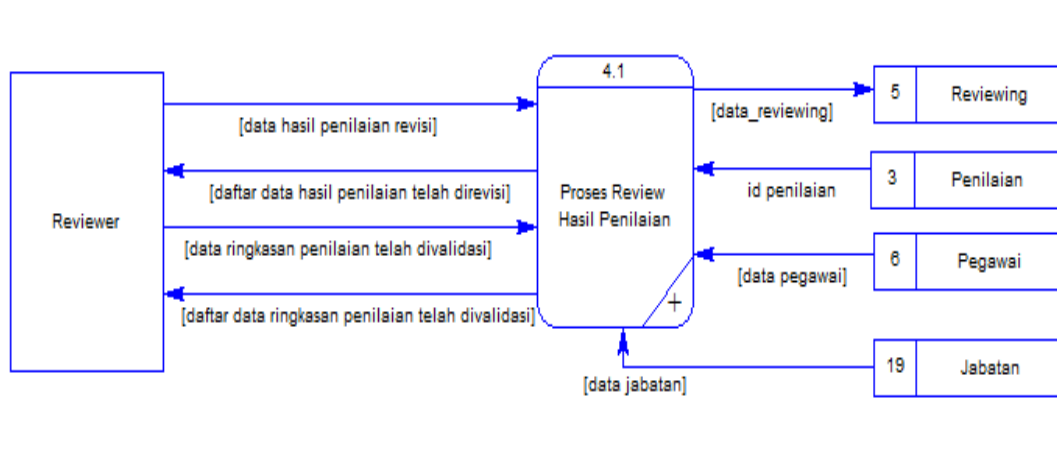 4.1
5
Reviewing
[data hasil penilaian revisi]
[data_reviewing]
[daftar data hasil penilaian telah direvisi]
id penilaian
3
Penilaian
Reviewer
Proses Review
Hasil Penilaian
[data ringkasan penilaian telah divalidasi]
[data pegawai]
6
Pegawai
[daftar data ringkasan penilaian telah divalidasi]
+
[data jabatan]
19
Jabatan